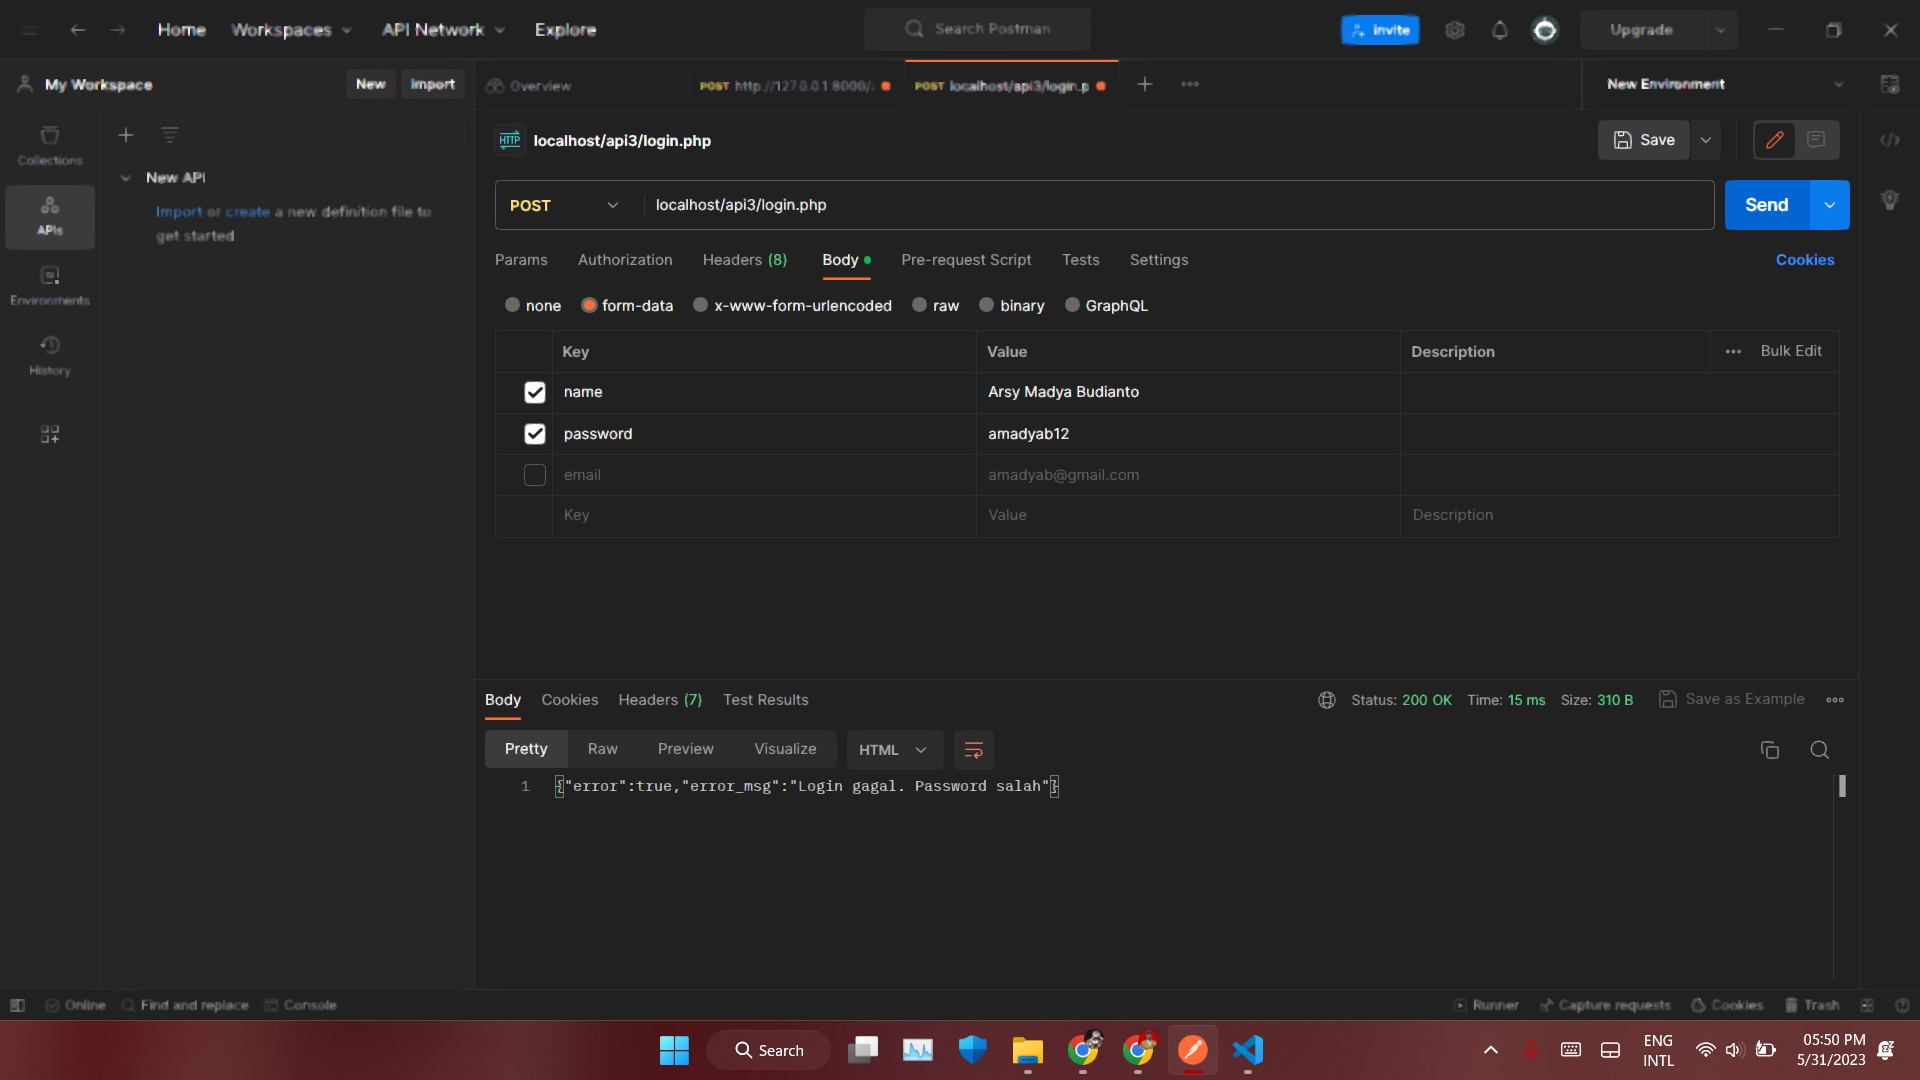 Home Workspaces API Network Explore Search Postman Invite Upgrade
My Workspace New Import Overview POST http://127.0.0.1:8000/ POST localhost/api3/login.p New Environment
Collections
APIs
Environments
History
New API
Import or create a new definition file to
get started.
HTTP localhost/api3/login.php Save
POST localhost/api3/login.php Send
Params Authorization Headers (8) Body Pre-request Script Tests Settings Cookies
none form-data x-www-form-urlencoded raw binary GraphQL
Key Value Description Bulk Edit
name Arsy Madya Budianto
password amadyab12
email amadyab@gmail.com
Key Value Description
Body Cookies Headers (7) Test Results Status: 200 OK Time: 15 ms Size: 310 B Save as Example
Pretty Raw Preview Visualize HTML
1 {"error":true,"error_msg":"Login gagal. Password salah"}
Online Find and replace Console Runner Capture requests Cookies Trash
Search ENG INTL 05:50 PM
5/31/2023